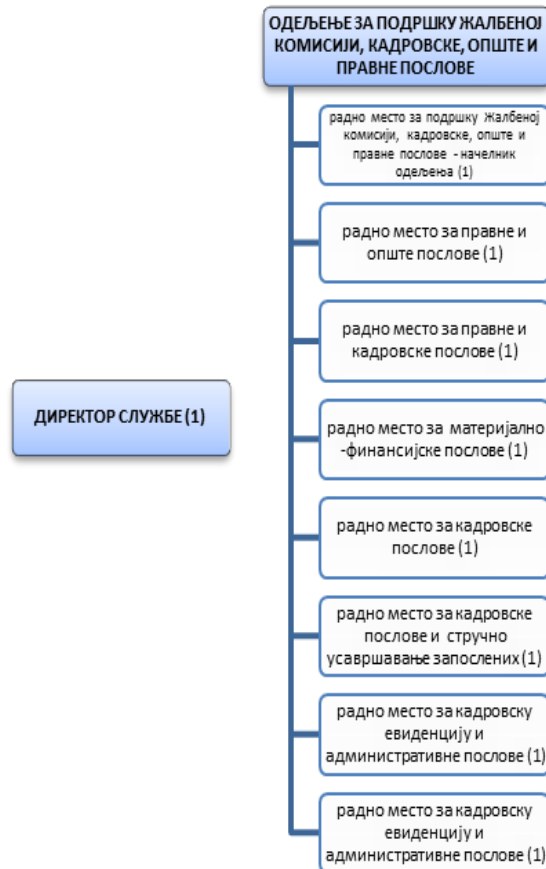 ОДЕЉЕЊЕ ЗА ПОДРШКУ ЖАЛБЕНОЈ
КОМИСИЈИ, КАДРОВСКЕ, ОПШТЕ И
ПРАВНЕ ПОСЛОВЕ
радно место за подршку Жалбеној
комисији, кадровске, опште и
правне послове - начелник
одељења (1)
радно место за правне и
опште послове (1)
радно место за правне и
кадровске послове (1)
ДИРЕКТОР СЛУЖБЕ (1)
радно место за материјално
-финансијске послове (1)
радно место за кадровске
послове (1)
радно место за кадровске
послове и стручно
усавршавање запослених (1)
радно место за кадровску
евиденцију и
административне послове (1)
радно место за кадровску
евиденцију и
административне послове (1)